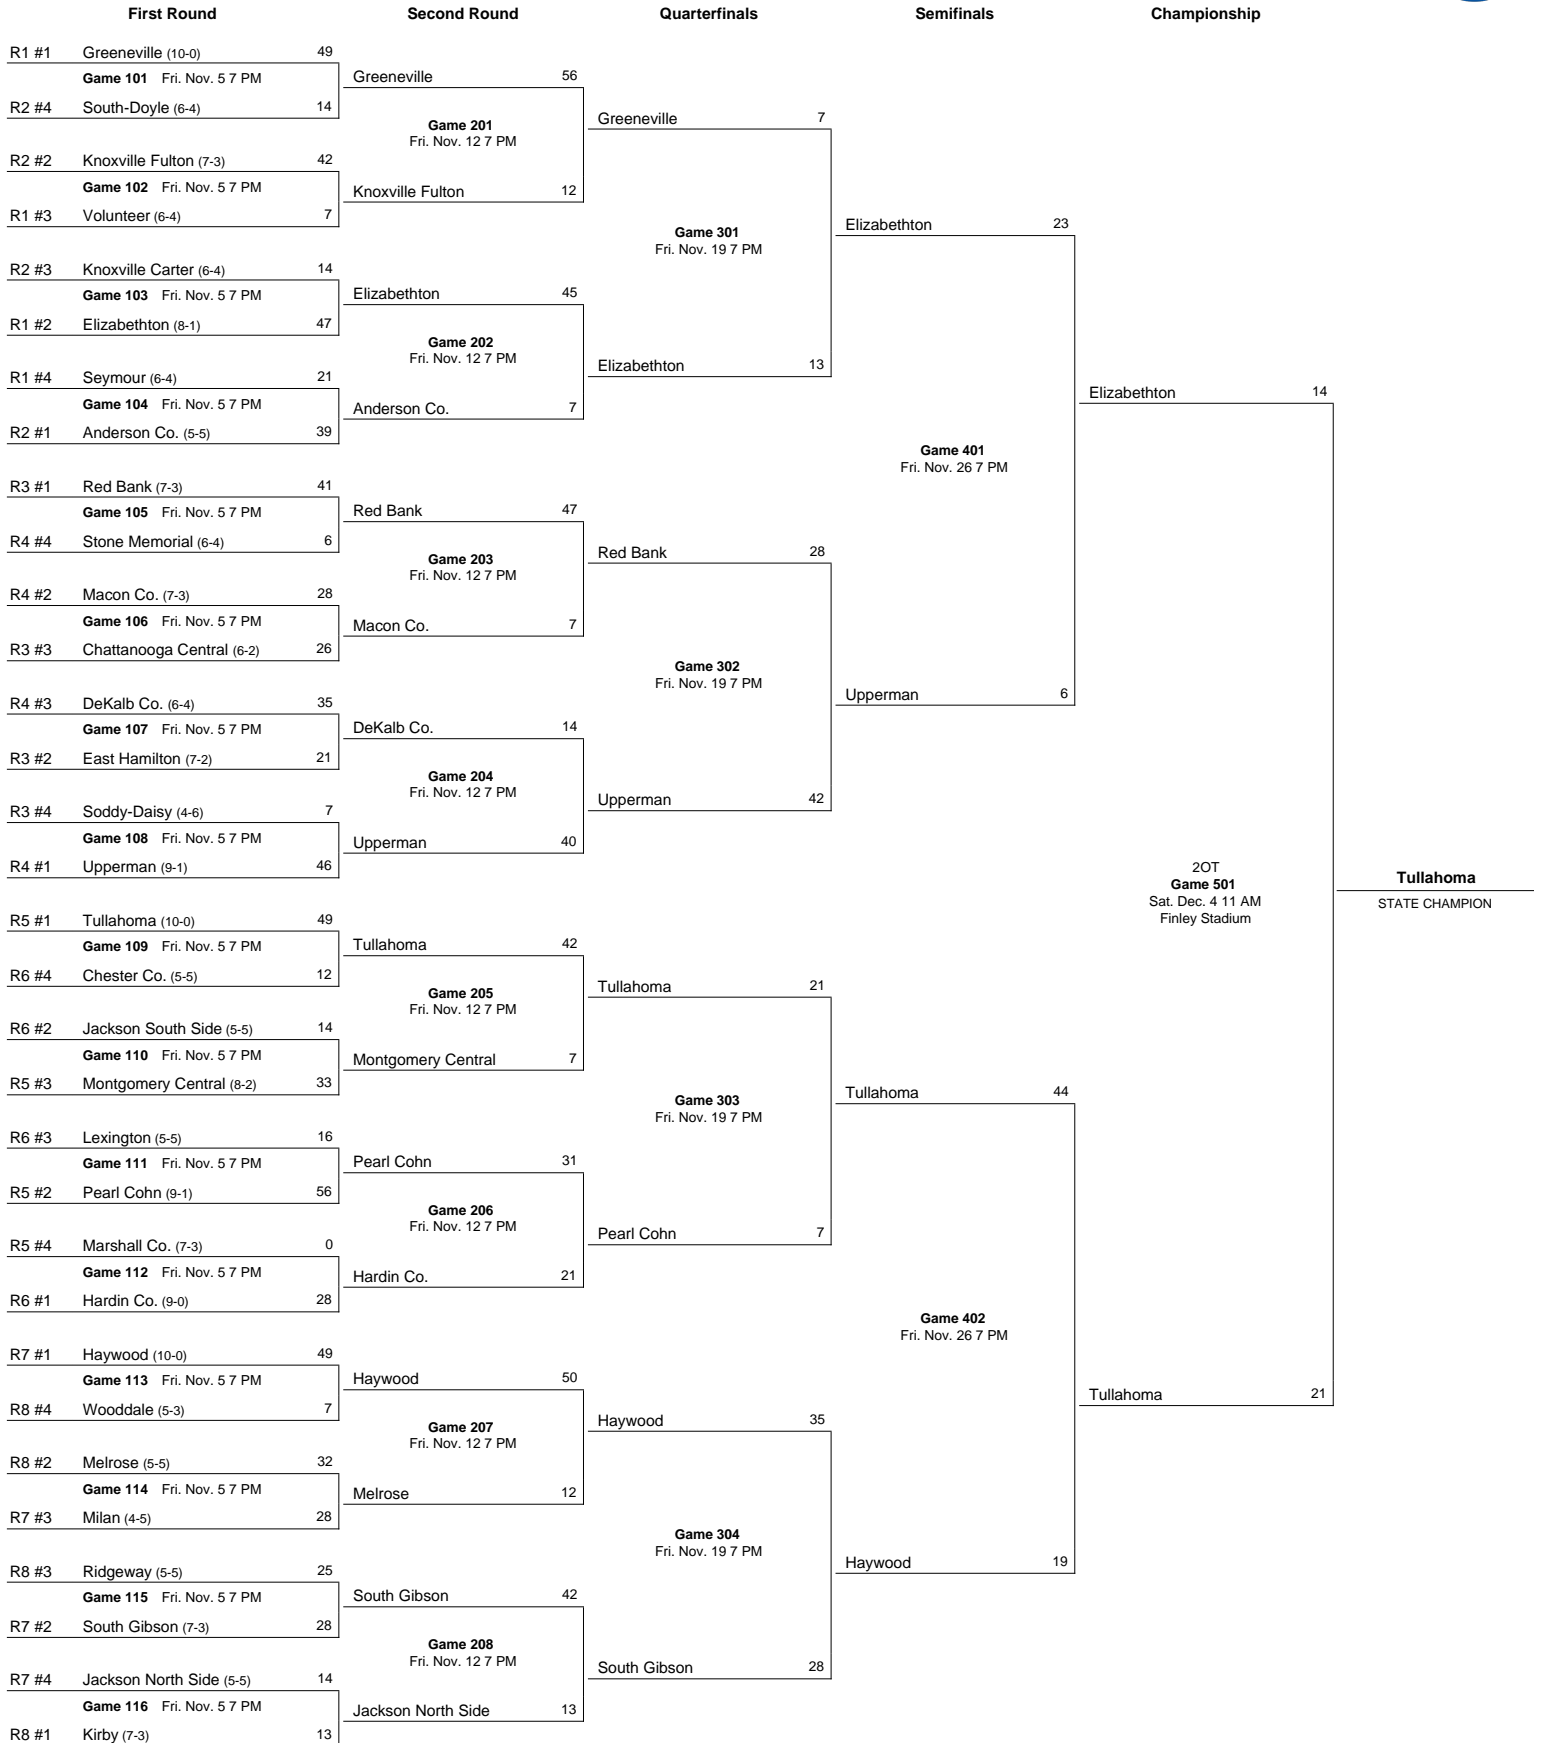 First Round Second Round Quarterfinals Semifinals Championship
R1 #1 Greeneville (10-0) 49
Game 101 Fri. Nov. 5 7 PM
R2 #4 South-Doyle (6-4) 14
R2 #2 Knoxville Fulton (7-3) 42
Game 102 Fri. Nov. 5 7 PM
R1 #3 Volunteer (6-4) 7
R2 #3 Knoxville Carter (6-4) 14
Game 103 Fri. Nov. 5 7 PM
R1 #2 Elizabethton (8-1) 47
R1 #4 Seymour (6-4) 21
Game 104 Fri. Nov. 5 7 PM
R2 #1 Anderson Co. (5-5) 39
R3 #1 Red Bank (7-3) 41
Game 105 Fri. Nov. 5 7 PM
R4 #4 Stone Memorial (6-4) 6
R4 #2 Macon Co. (7-3) 28
Game 106 Fri. Nov. 5 7 PM
R3 #3 Chattanooga Central (6-2) 26
R4 #3 DeKalb Co. (6-4) 35
Game 107 Fri. Nov. 5 7 PM
R3 #2 East Hamilton (7-2) 21
R3 #4 Soddy-Daisy (4-6) 7
Game 108 Fri. Nov. 5 7 PM
R4 #1 Upperman (9-1) 46
R5 #1 Tullahoma (10-0) 49
Game 109 Fri. Nov. 5 7 PM
R6 #4 Chester Co. (5-5) 12
R6 #2 Jackson South Side (5-5) 14
Game 110 Fri. Nov. 5 7 PM
R5 #3 Montgomery Central (8-2) 33
R6 #3 Lexington (5-5) 16
Game 111 Fri. Nov. 5 7 PM
R5 #2 Pearl Cohn (9-1) 56
R5 #4 Marshall Co. (7-3) 0
Game 112 Fri. Nov. 5 7 PM
R6 #1 Hardin Co. (9-0) 28
R7 #1 Haywood (10-0) 49
Game 113 Fri. Nov. 5 7 PM
R8 #4 Wooddale (5-3) 7
R8 #2 Melrose (5-5) 32
Game 114 Fri. Nov. 5 7 PM
R7 #3 Milan (4-5) 28
R8 #3 Ridgeway (5-5) 25
Game 115 Fri. Nov. 5 7 PM
R7 #2 South Gibson (7-3) 28
R7 #4 Jackson North Side (5-5) 14
Game 116 Fri. Nov. 5 7 PM
R8 #1 Kirby (7-3) 13
Greeneville 56
Game 201
Fri. Nov. 12 7 PM
Knoxville Fulton 12
Elizabethton 45
Game 202
Fri. Nov. 12 7 PM
Anderson Co. 7
Red Bank 47
Game 203
Fri. Nov. 12 7 PM
Macon Co. 7
DeKalb Co. 14
Game 204
Fri. Nov. 12 7 PM
Upperman 40
Tullahoma 42
Game 205
Fri. Nov. 12 7 PM
Montgomery Central 7
Pearl Cohn 31
Game 206
Fri. Nov. 12 7 PM
Hardin Co. 21
Haywood 50
Game 207
Fri. Nov. 12 7 PM
Melrose 12
South Gibson 42
Game 208
Fri. Nov. 12 7 PM
Jackson North Side 13
Greeneville 7
Game 301
Fri. Nov. 19 7 PM
Elizabethton 13
Red Bank 28
Game 302
Fri. Nov. 19 7 PM
Upperman 42
Tullahoma 21
Game 303
Fri. Nov. 19 7 PM
Pearl Cohn 7
Haywood 35
Game 304
Fri. Nov. 19 7 PM
South Gibson 28
Elizabethton 23
Game 401
Fri. Nov. 26 7 PM
Upperman 6
Tullahoma 44
Game 402
Fri. Nov. 26 7 PM
Haywood 19
Elizabethton 14
2OT
Game 501
Sat. Dec. 4 11 AM
Finley Stadium
Tullahoma 21
Tullahoma
STATE CHAMPION